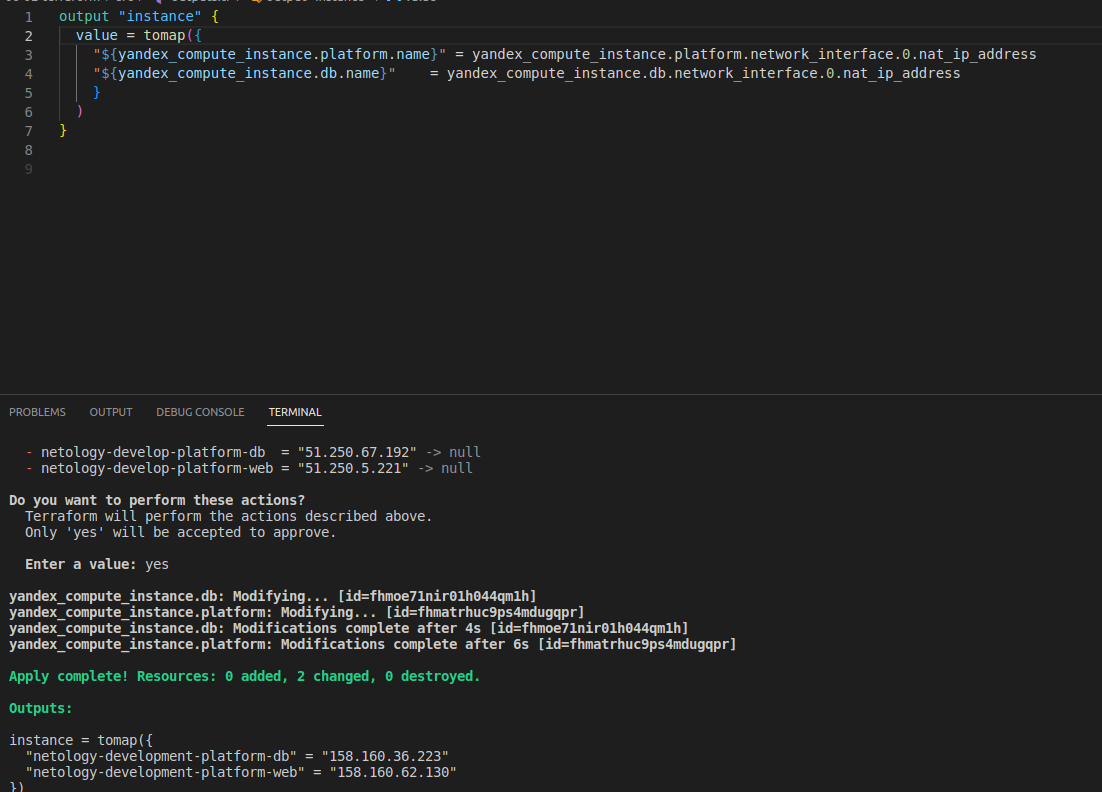 1 output "instance" {
2   value = tomap({
3     "${yandex_compute_instance.platform.name}" = yandex_compute_instance.platform.network_interface.0.nat_ip_address
4     "${yandex_compute_instance.db.name}"    = yandex_compute_instance.db.network_interface.0.nat_ip_address
5     }
6   )
7 }
8
9
PROBLEMS OUTPUT DEBUG CONSOLE TERMINAL
  - netology-develop-platform-db  = "51.250.67.192" -> null
  - netology-develop-platform-web = "51.250.5.221" -> null
Do you want to perform these actions?
  Terraform will perform the actions described above.
  Only 'yes' will be accepted to approve.
  Enter a value: yes
yandex_compute_instance.db: Modifying... [id=fhmoe71nir01h044qm1h]
yandex_compute_instance.platform: Modifying... [id=fhmatrhuc9ps4mdugqpr]
yandex_compute_instance.db: Modifications complete after 4s [id=fhmoe71nir01h044qm1h]
yandex_compute_instance.platform: Modifications complete after 6s [id=fhmatrhuc9ps4mdugqpr]
Apply complete! Resources: 0 added, 2 changed, 0 destroyed.
Outputs:
instance = tomap({
  "netology-development-platform-db" = "158.160.36.223"
  "netology-development-platform-web" = "158.160.62.130"
})